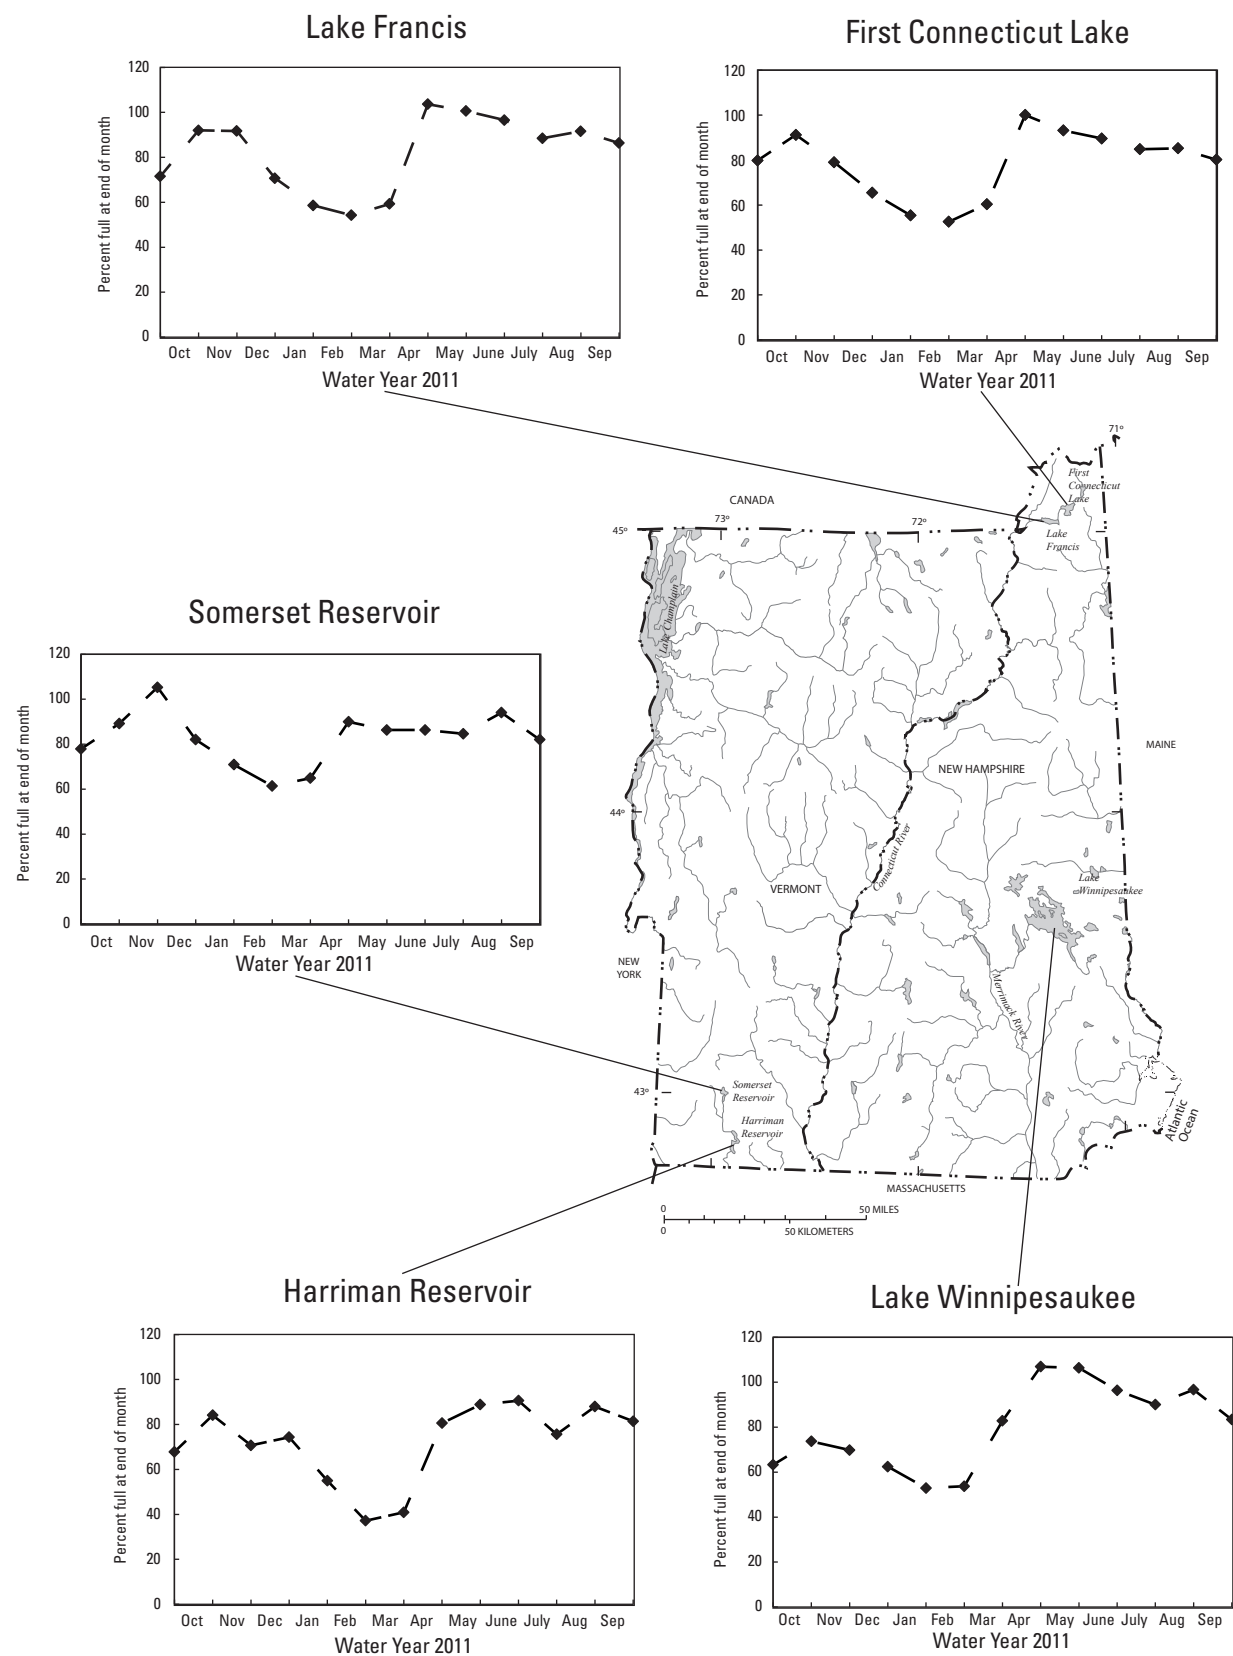 Lake Francis
120
100
80
60
40
20
0
Percent full at end of month
Oct Nov Dec Jan Feb Mar Apr May June July Aug Sep
Water Year 2011
First Connecticut Lake
120
100
80
60
40
20
0
Percent full at end of month
Oct Nov Dec Jan Feb Mar Apr May June July Aug Sep
Water Year 2011
Somerset Reservoir
120
100
80
60
40
20
0
Percent full at end of month
Oct Nov Dec Jan Feb Mar Apr May June July Aug Sep
Water Year 2011
71°
First
Connecticut
Lake
CANADA
73°
72°
45°
Lake
Francis
Lake Champlain
MAINE
NEW HAMPSHIRE
44°
Connecticut River
VERMONT
Lake
Winnipesaukee
NEW
YORK
Merrimack River
43°
Somerset
Reservoir
Harriman
Reservoir
Atlantic
Ocean
MASSACHUSETTS
0 50 MILES
0 50 KILOMETERS
Harriman Reservoir
120
100
80
60
40
20
0
Percent full at end of month
Oct Nov Dec Jan Feb Mar Apr May June July Aug Sep
Water Year 2011
Lake Winnipesaukee
120
100
80
60
40
20
0
Percent full at end of month
Oct Nov Dec Jan Feb Mar Apr May June July Aug Sep
Water Year 2011